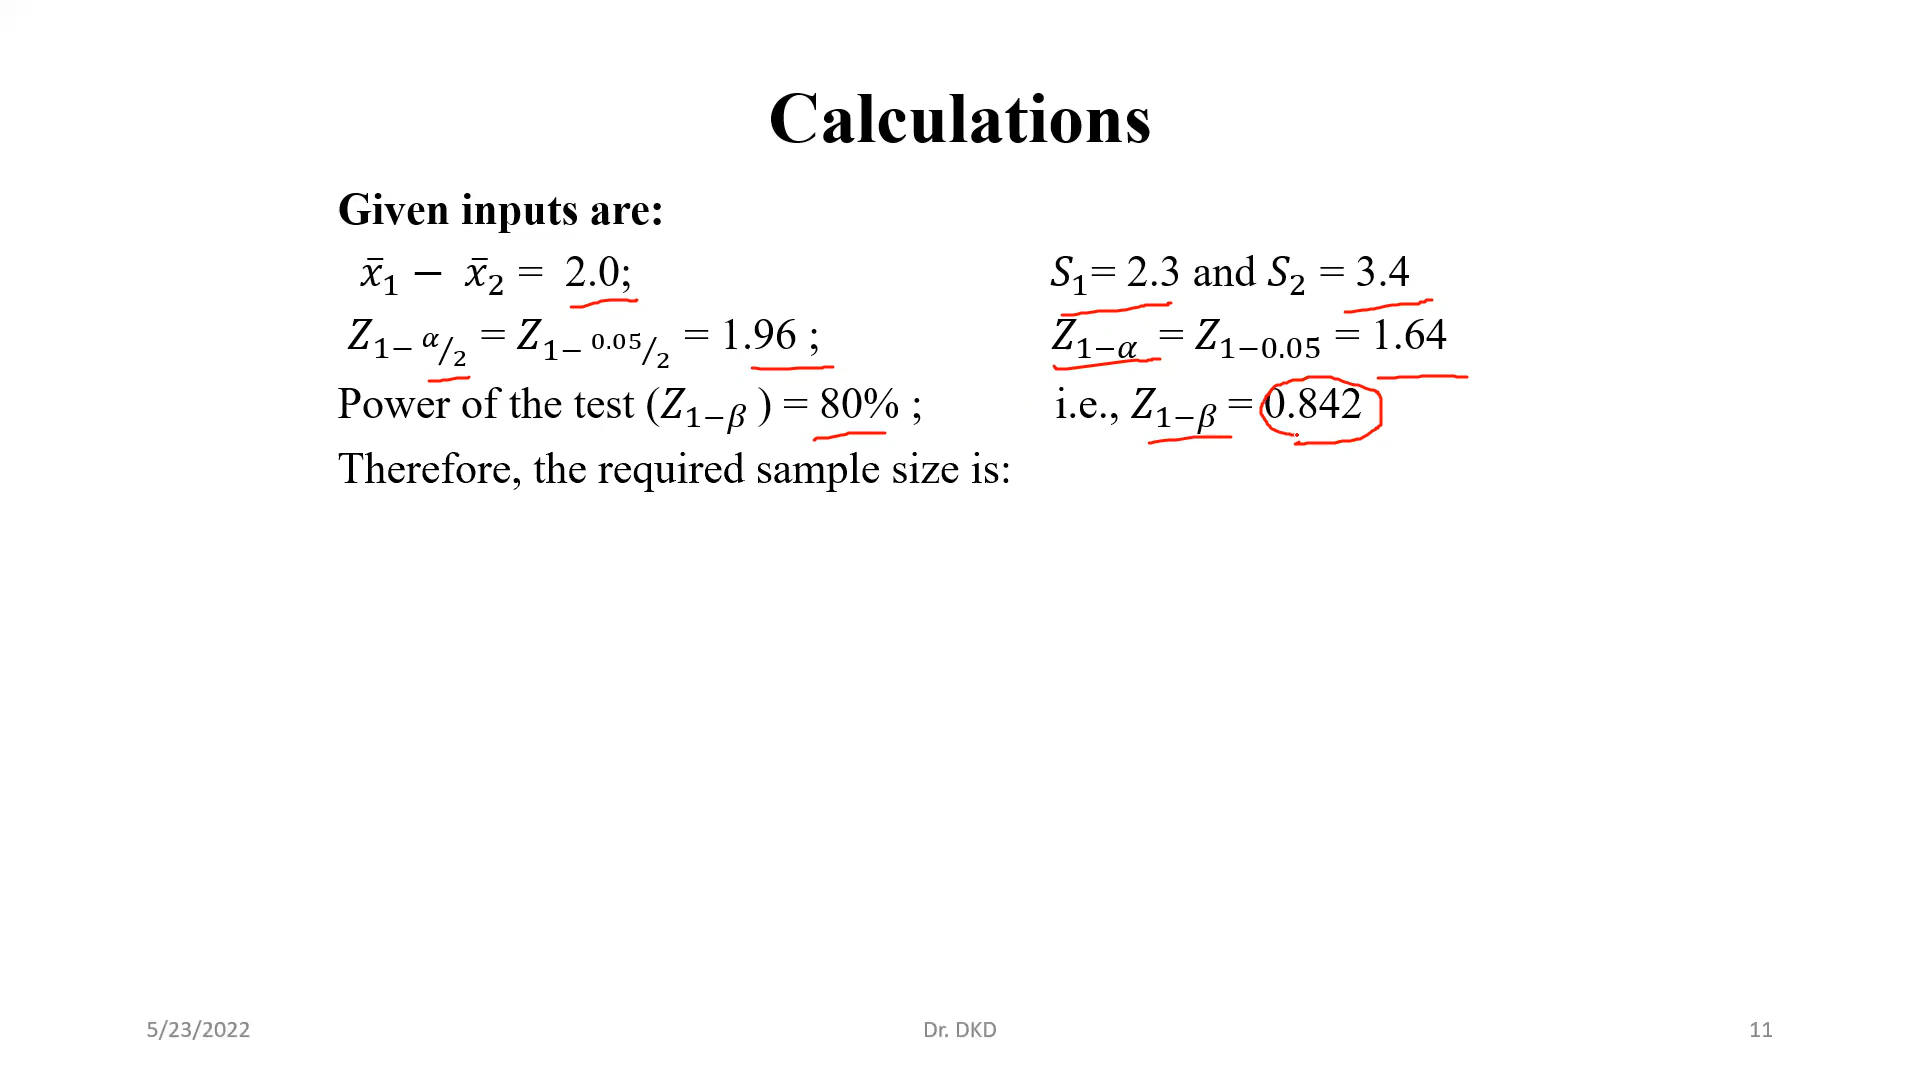 Calculations
Given inputs are:
x̄₁ − x̄₂ = 2.0; S₁= 2.3 and S₂ = 3.4
Z₁₋ α/₂ = Z₁₋ 0.05/₂ = 1.96 ; Z₁₋α = Z₁₋₀.₀₅ = 1.64
Power of the test (Z₁₋β ) = 80% ; i.e., Z₁₋β = 0.842
Therefore, the required sample size is:
5/23/2022 Dr. DKD 11